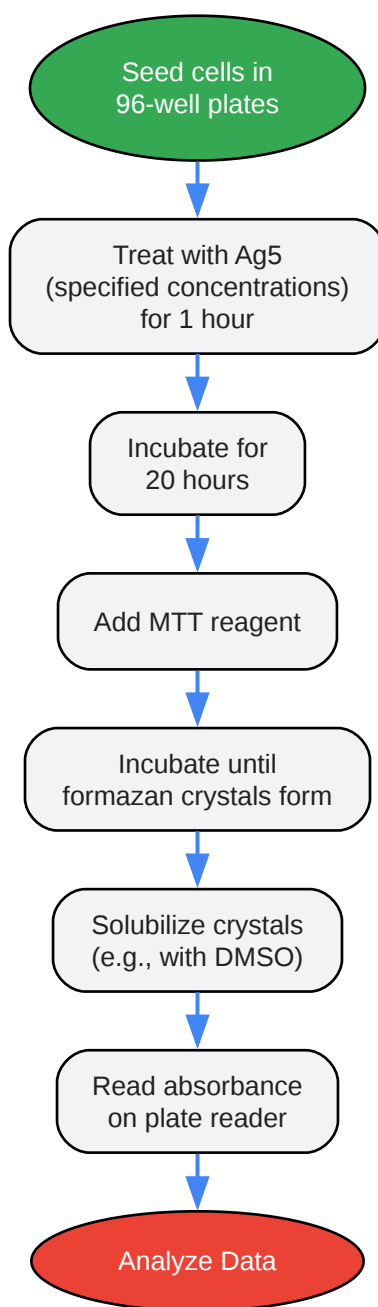 Seed cells in
96-well plates
Treat with Ag5
(specified concentrations)
for 1 hour
Incubate for
20 hours
Add MTT reagent
Incubate until
formazan crystals form
Solubilize crystals
(e.g., with DMSO)
Read absorbance
on plate reader
Analyze Data